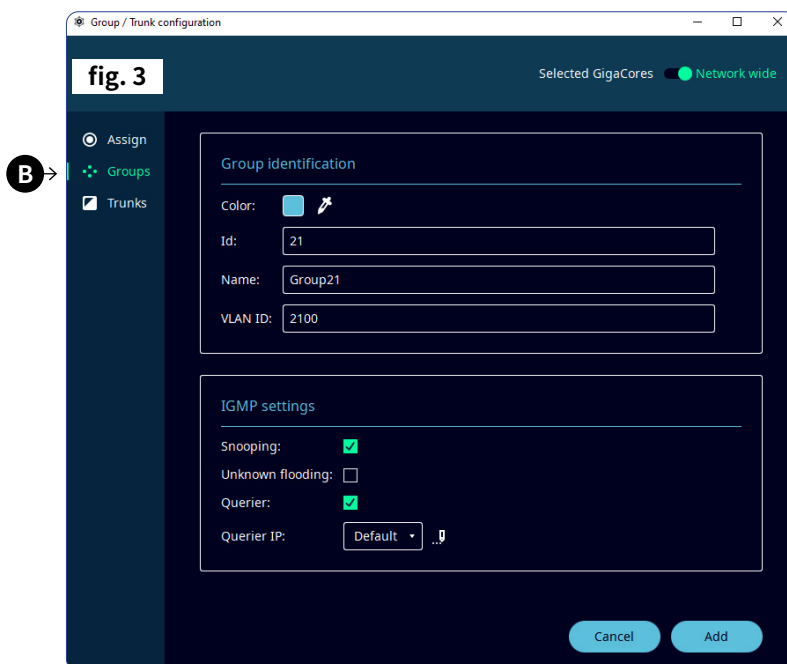 Group / Trunk configuration
fig. 3
Selected GigaCores Network wide
Assign
B Groups
Trunks
Group identification
Color:
Id: 21
Name: Group21
VLAN ID: 2100
IGMP settings
Snooping:
Unknown flooding:
Querier:
Querier IP: Default
Cancel Add